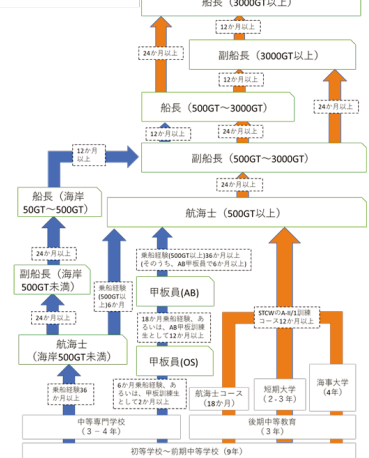 船長（3000GT以上）
12か月以上
24か月以上
副船長（3000GT以上）
12か月以上
船長（500GT～3000GT）
24か月以上
12か月以上
24か月以上
12か月
以上
副船長（500GT～3000GT）
24か月以上
船長（海岸
50GT～500GT）
航海士（500GT以上）
24か月以上
乗船経験(500GT以上)36か月以上
(そのうち、AB甲板員で6か月以上)
副船長（海岸
500GT未満）
乗船経験
(500GT以
上)6か月
甲板員(AB)
24か月以上
18か月乗船経験、あ
るいは、AB甲板訓練
生として12か月以上
STCWのA-II/1訓練
コース12か月以上
航海士
（海岸500GT未満）
甲板員(OS)
乗船経験36
か月以上
6か月乗船経験、あ
るいは、甲板訓練生
として2か月以上
航海士コース
（18か月）
短期大学
（２-３年）
海事大学
（4年）
中等専門学校
（３－４年）
後期中等教育
（３年）
初等学校～前期中等学校（9年）